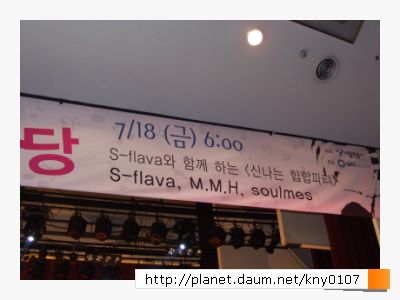 당
7/18 (금) 6:00
S-flava와 함께 하는 <신나는 힙합파티>
S-flava, M.M.H, soulmes
http://planet.daum.net/kny0107